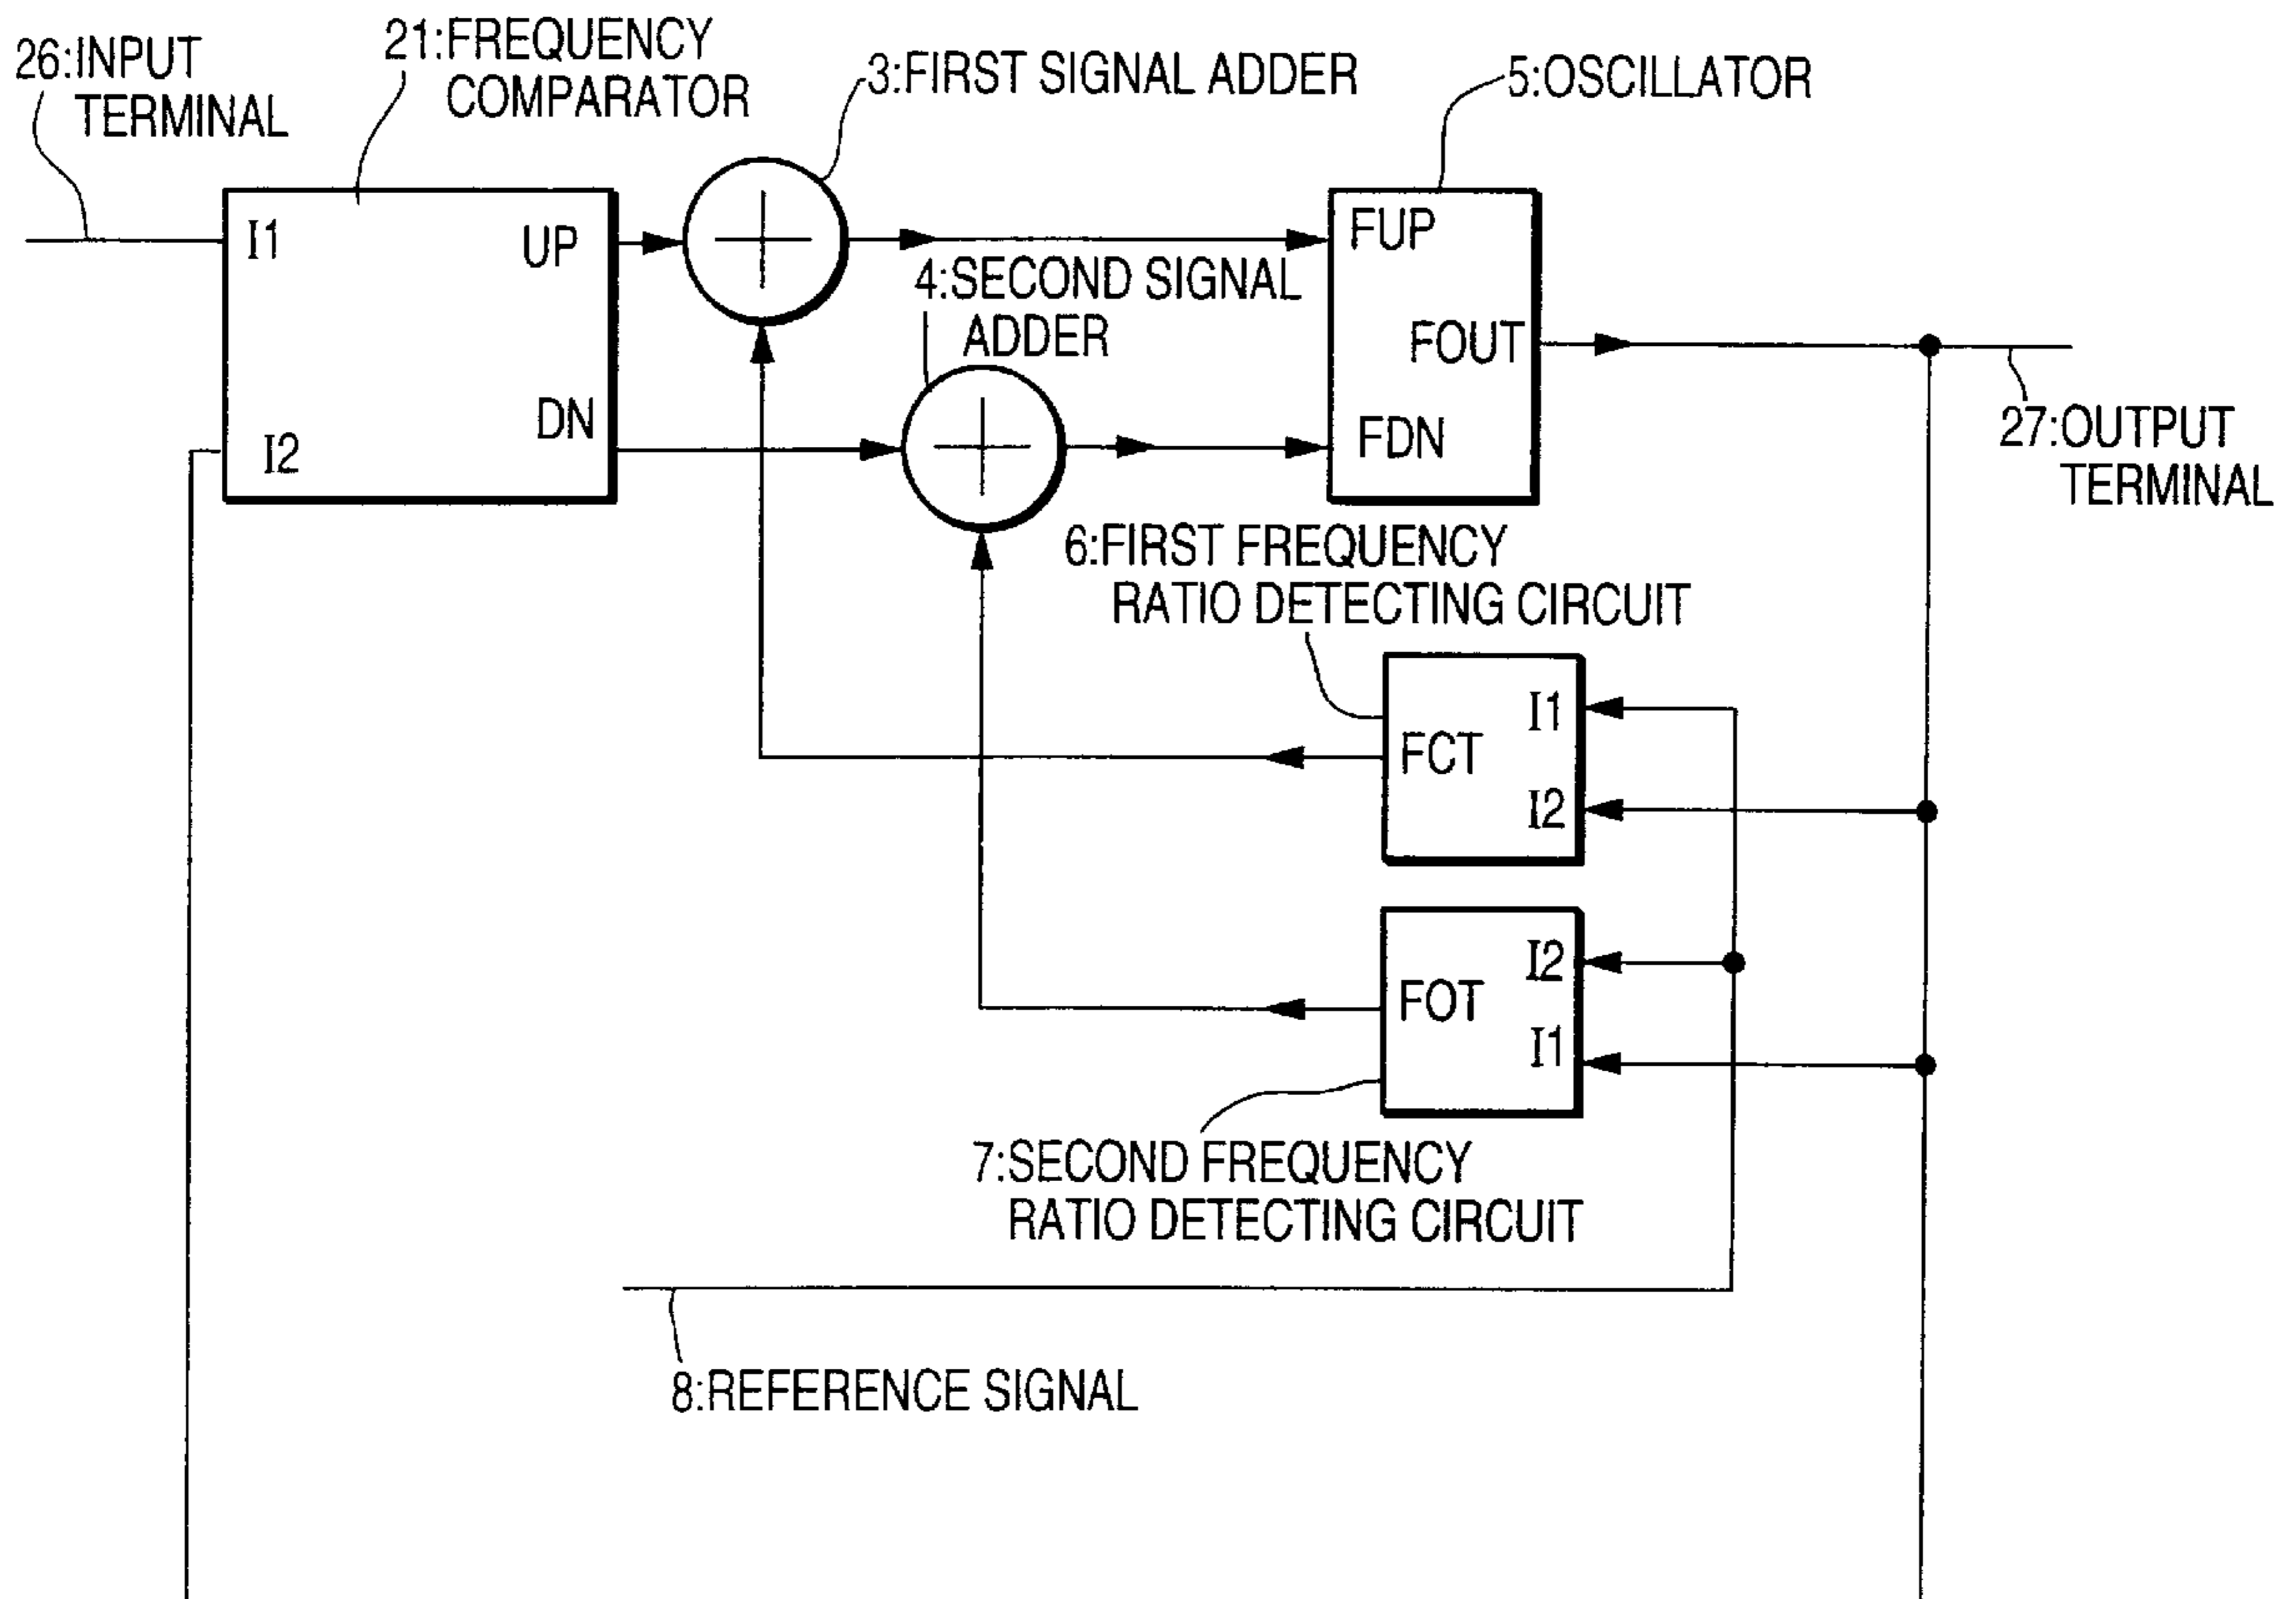 26:INPUT
TERMINAL
21:FREQUENCY
COMPARATOR
3:FIRST SIGNAL ADDER
5:OSCILLATOR
I1
UP
FUP
4:SECOND SIGNAL
ADDER
FOUT
I2
DN
FDN
27:OUTPUT
TERMINAL
6:FIRST FREQUENCY
RATIO DETECTING CIRCUIT
I1
FCT
I2
I2
FOT
I1
7:SECOND FREQUENCY
RATIO DETECTING CIRCUIT
8:REFERENCE SIGNAL